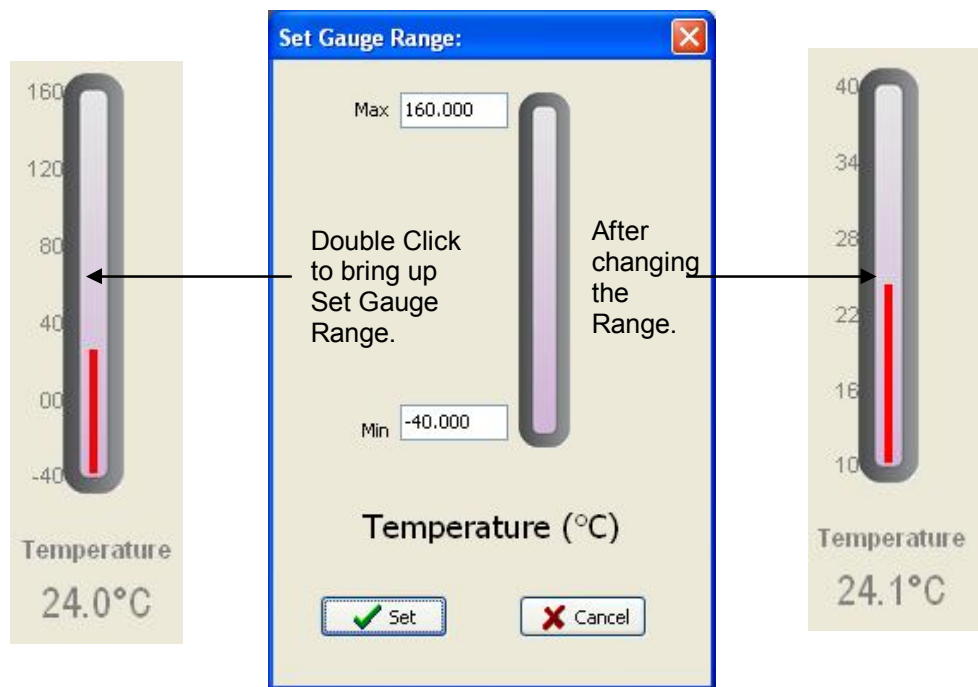 160
120
80
40
00
-40
Temperature
24.0°C
Set Gauge Range:
Max 160.000
Double Click
to bring up
Set Gauge
Range.
After
changing
the
Range.
Min -40.000
Temperature (°C)
Set Cancel
40
34
28
22
16
10
Temperature
24.1°C